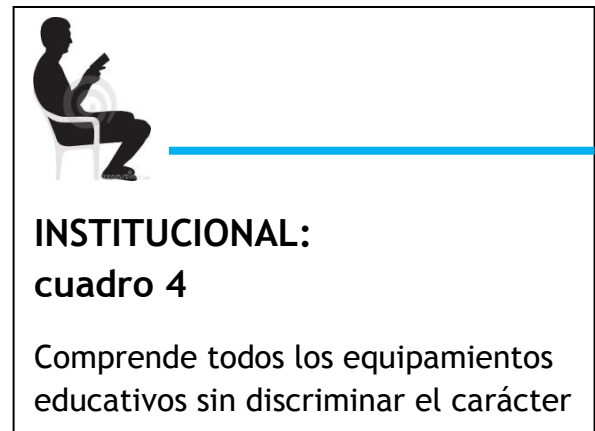 INSTITUCIONAL:
cuadro 4
Comprende todos los equipamientos
educativos sin discriminar el carácter